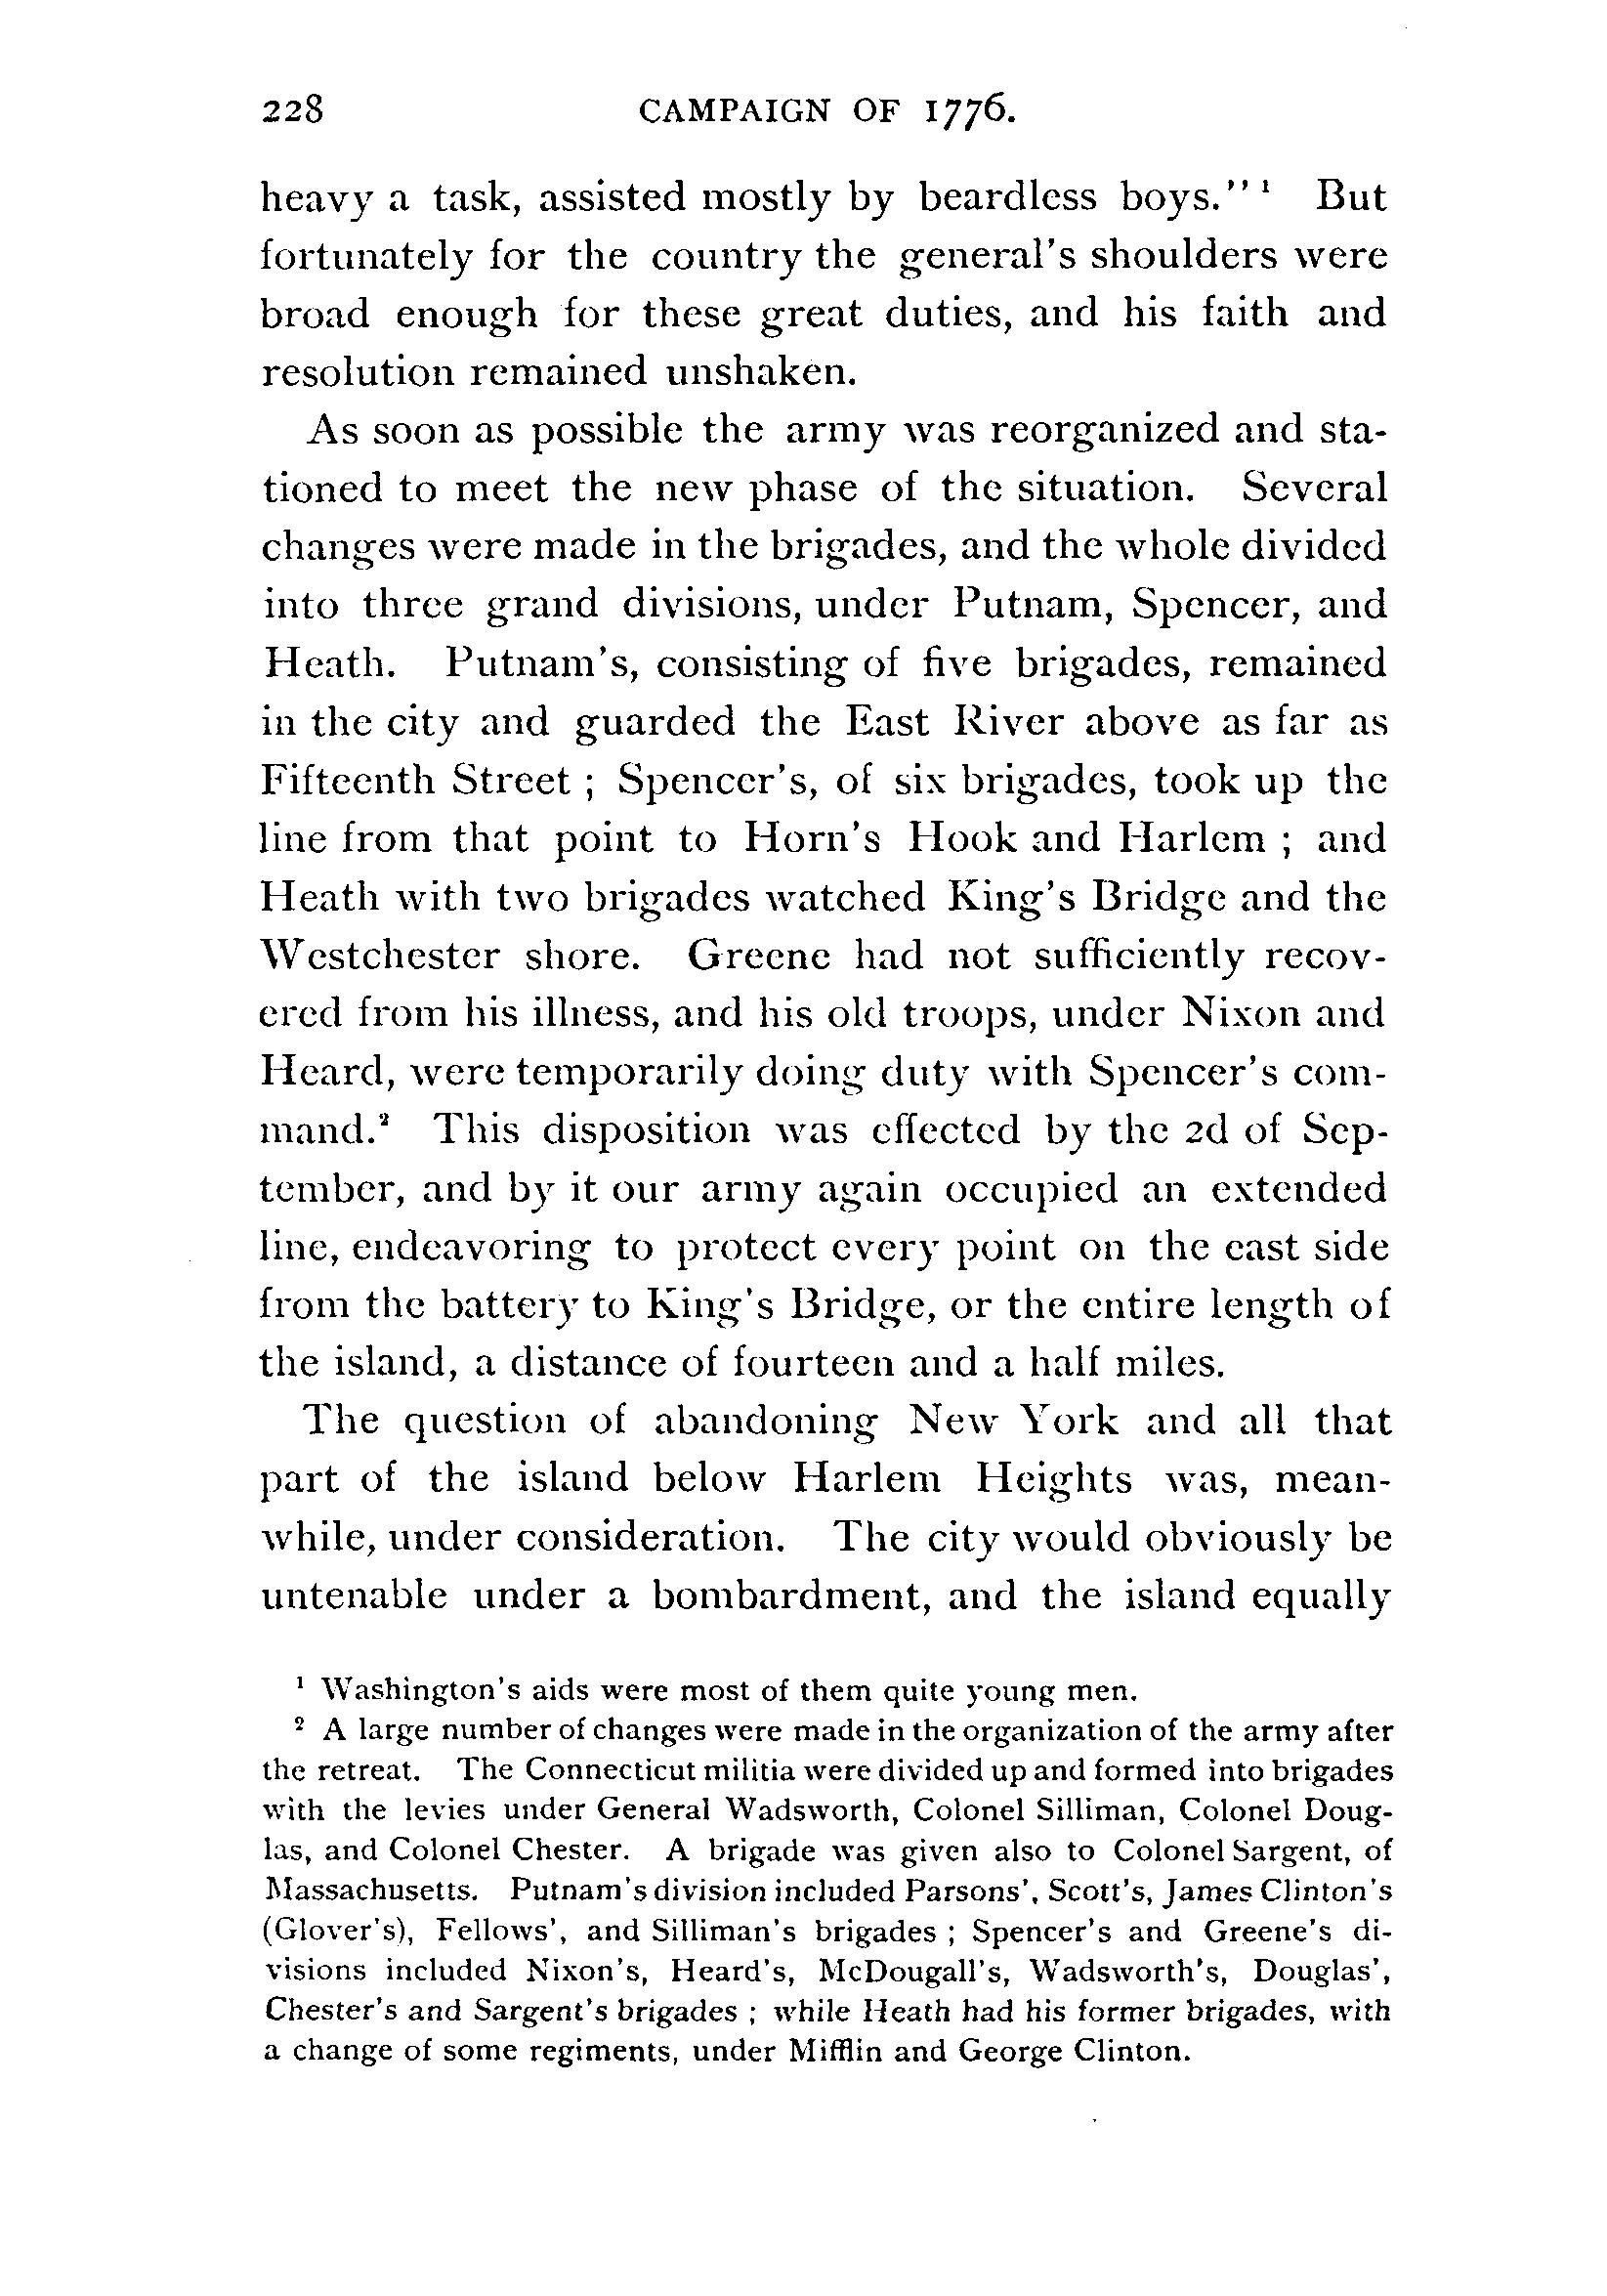 228 CAMPAIGN OF 1776.
heavy a task, assisted mostly by beardless boys." ¹ But
fortunately for the country the general's shoulders were
broad enough for these great duties, and his faith and
resolution remained unshaken.
As soon as possible the army was reorganized and sta-
tioned to meet the new phase of the situation. Several
changes were made in the brigades, and the whole divided
into three grand divisions, under Putnam, Spencer, and
Heath. Putnam's, consisting of five brigades, remained
in the city and guarded the East River above as far as
Fifteenth Street ; Spencer's, of six brigades, took up the
line from that point to Horn's Hook and Harlem ; and
Heath with two brigades watched King's Bridge and the
Westchester shore. Greene had not sufficiently recov-
ered from his illness, and his old troops, under Nixon and
Heard, were temporarily doing duty with Spencer's com-
mand.² This disposition was effected by the 2d of Sep-
tember, and by it our army again occupied an extended
line, endeavoring to protect every point on the east side
from the battery to King's Bridge, or the entire length of
the island, a distance of fourteen and a half miles.
The question of abandoning New York and all that
part of the island below Harlem Heights was, mean-
while, under consideration. The city would obviously be
untenable under a bombardment, and the island equally
¹ Washington's aids were most of them quite young men.
² A large number of changes were made in the organization of the army after
the retreat. The Connecticut militia were divided up and formed into brigades
with the levies under General Wadsworth, Colonel Silliman, Colonel Doug-
las, and Colonel Chester. A brigade was given also to Colonel Sargent, of
Massachusetts. Putnam's division included Parsons', Scott's, James Clinton's
(Glover's), Fellows', and Silliman's brigades ; Spencer's and Greene's di-
visions included Nixon's, Heard's, McDougall's, Wadsworth's, Douglas',
Chester's and Sargent's brigades ; while Heath had his former brigades, with
a change of some regiments, under Mifflin and George Clinton.